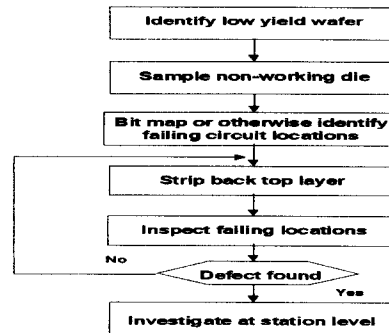 Identify low yield wafer
Sample non-working die
Bit map or otherwise identify
failing circuit locations
Strip back top layer
Inspect failing locations
No
Defect found
Yes
Investigate at station level